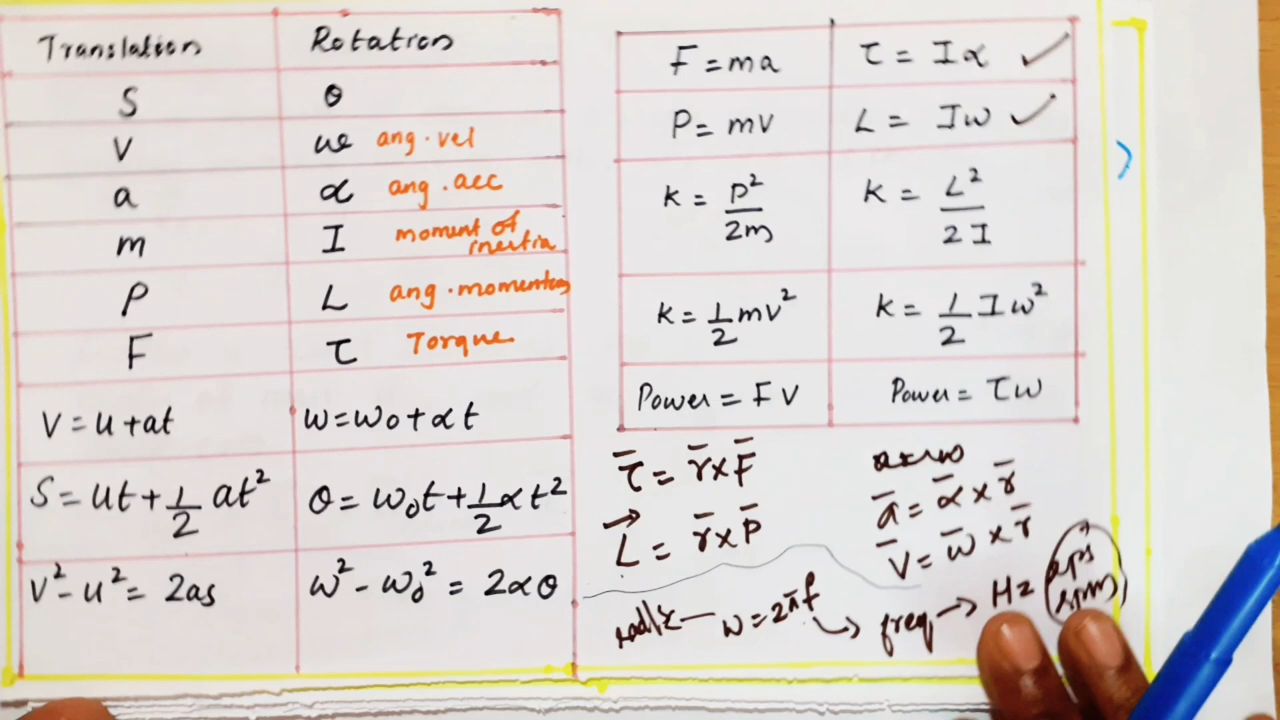 Translation Rotation
S θ
V ω ang. vel
a α ang. acc
m I moment of inertia
P L ang. momentum
F τ Torque
V = u + at ω = ω₀ + αt
S = ut + 1/2 at² θ = ω₀t + 1/2 αt²
V² - u² = 2as ω² - ω₀² = 2αθ
F = ma τ = Iα ✓
P = mv L = Iω ✓
K = P²/2m K = L²/2I
K = 1/2 mv² K = 1/2 Iω²
Power = FV Power = τω
τ̄ = r̄ × F̄
L⃗ = r̄ × P̄
ā = ᾱ × r̄
V̄ = ω̄ × r̄
ω = 2πf → freq → Hz